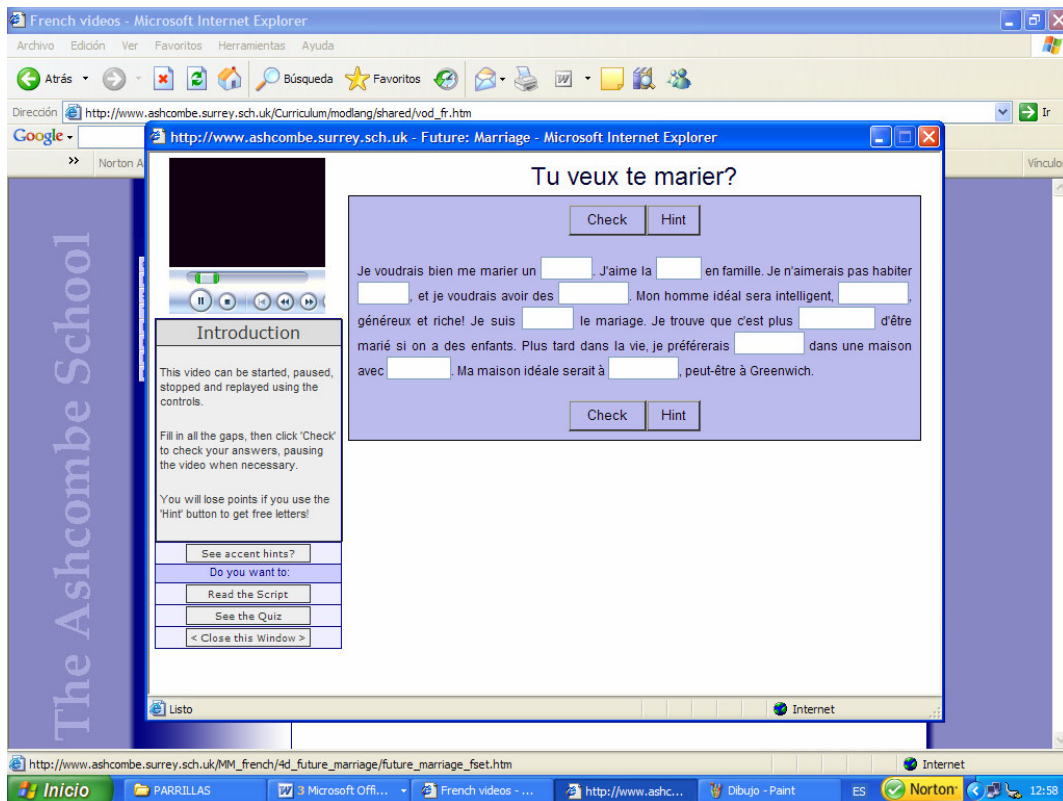 French videos - Microsoft Internet Explorer
Archivo Edición Ver Favoritos Herramientas Ayuda
Atrás Búsqueda Favoritos
Dirección http://www.ashcombe.surrey.sch.uk/Curriculum/modlang/shared/vod_fr.htm Ir
Google
Norton A
Vínculo
http://www.ashcombe.surrey.sch.uk - Future: Marriage - Microsoft Internet Explorer
The Ashcombe School
Tu veux te marier?
Check Hint
Je voudrais bien me marier un . J'aime la en famille. Je n'aimerais pas habiter
, et je voudrais avoir des . Mon homme idéal sera intelligent, ,
généreux et riche! Je suis le mariage. Je trouve que c'est plus d'être
marié si on a des enfants. Plus tard dans la vie, je préférerais dans une maison
avec . Ma maison idéale serait à , peut-être à Greenwich.
Check Hint
Introduction
This video can be started, paused,
stopped and replayed using the
controls.
Fill in all the gaps, then click 'Check'
to check your answers, pausing
the video when necessary.
You will lose points if you use the
'Hint' button to get free letters!
See accent hints?
Do you want to:
Read the Script
See the Quiz
< Close this Window >
Listo Internet
http://www.ashcombe.surrey.sch.uk/MM_french/4d_future_marriage/future_marriage_fset.htm Internet
Inicio PARRILLAS 3 Microsoft Offi... French videos - ... http://www.ashc... Dibujo - Paint ES Norton 12:58